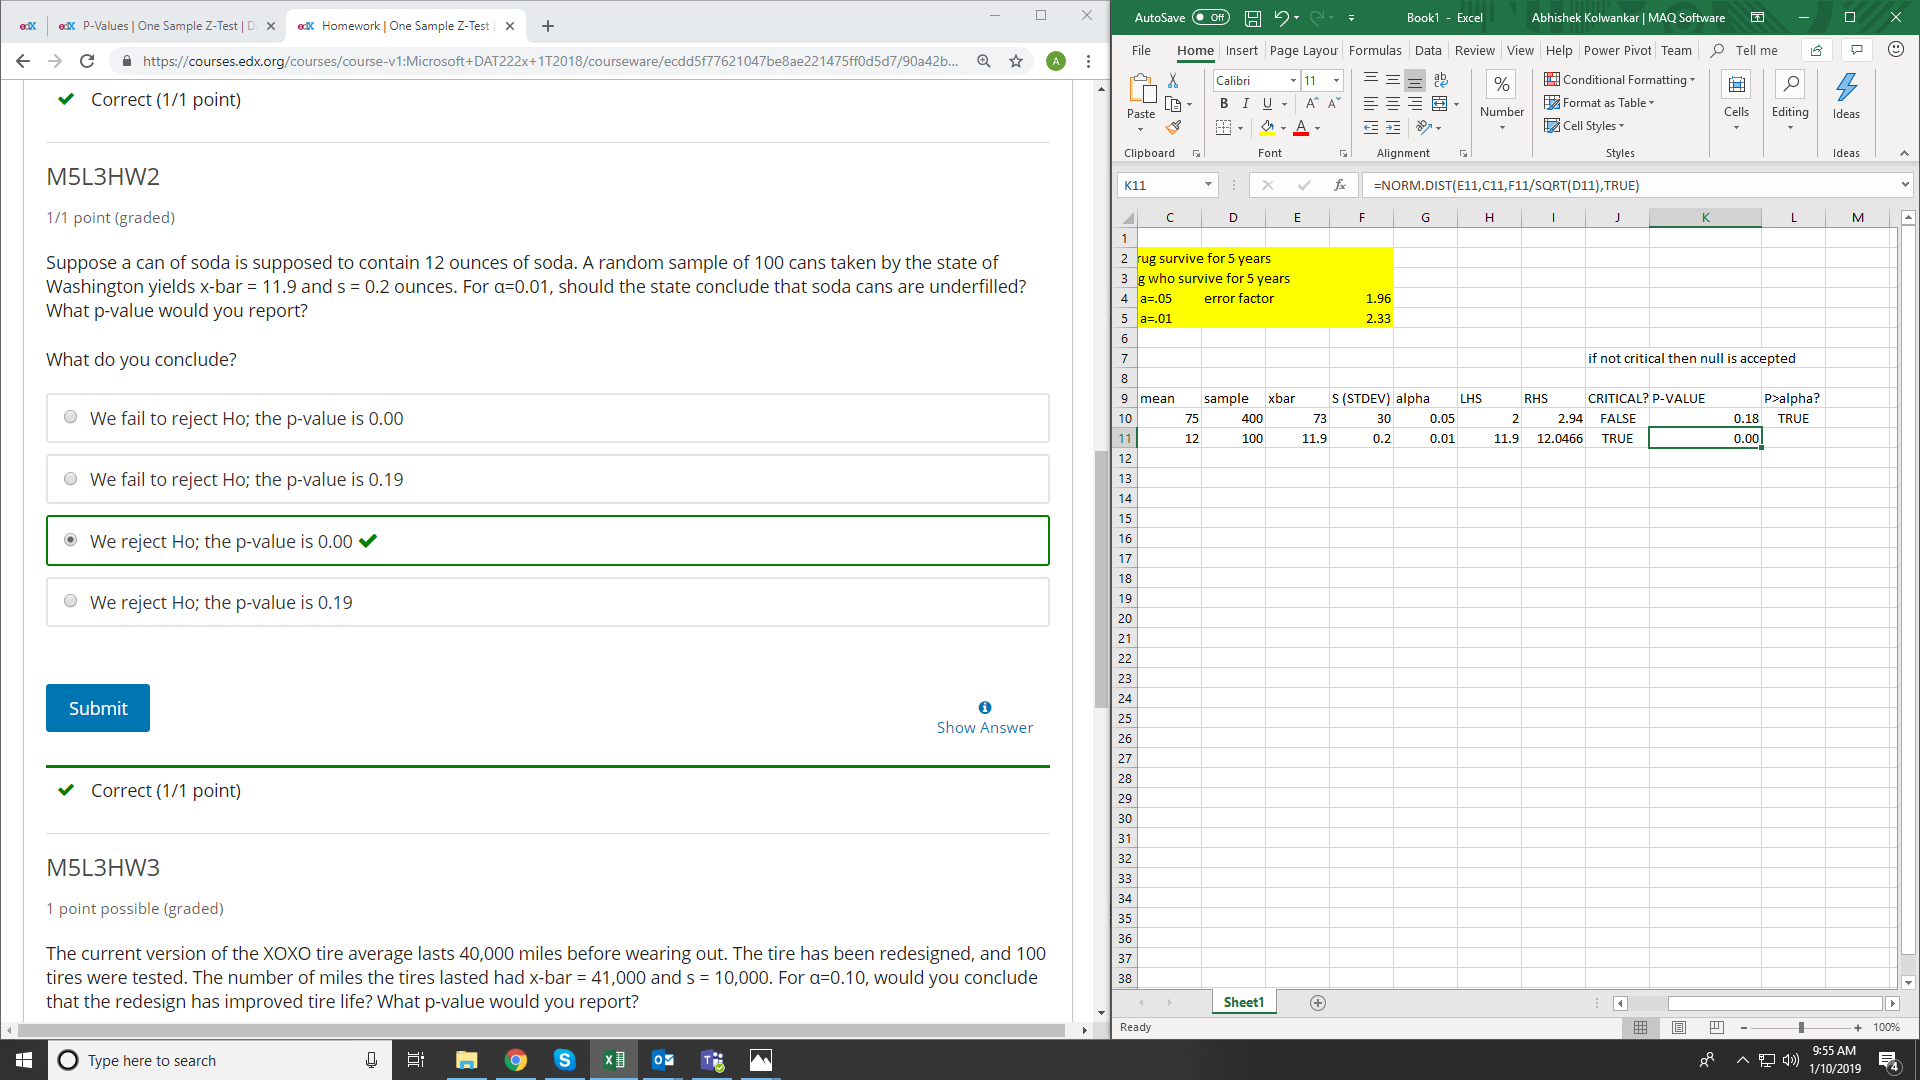 edX
edX P-Values | One Sample Z-Test | D
edX Homework | One Sample Z-Test |
https://courses.edx.org/courses/course-v1:Microsoft+DAT222x+1T2018/courseware/ecdd5f77621047be8ae221475ff0d5d7/90a42b...
A
Correct (1/1 point)
M5L3HW2
1/1 point (graded)
Suppose a can of soda is supposed to contain 12 ounces of soda. A random sample of 100 cans taken by the state of
Washington yields x-bar = 11.9 and s = 0.2 ounces. For α=0.01, should the state conclude that soda cans are underfilled?
What p-value would you report?
What do you conclude?
We fail to reject Ho; the p-value is 0.00
We fail to reject Ho; the p-value is 0.19
We reject Ho; the p-value is 0.00
We reject Ho; the p-value is 0.19
Submit
Show Answer
Correct (1/1 point)
M5L3HW3
1 point possible (graded)
The current version of the XOXO tire average lasts 40,000 miles before wearing out. The tire has been redesigned, and 100
tires were tested. The number of miles the tires lasted had x-bar = 41,000 and s = 10,000. For α=0.10, would you conclude
that the redesign has improved tire life? What p-value would you report?
AutoSave Off Book1 - Excel Abhishek Kolwankar | MAQ Software
File Home Insert Page Layou Formulas Data Review View Help Power Pivot Team Tell me
Paste
Calibri 11
B I U A A A
ab
% Number
Conditional Formatting
Format as Table
Cell Styles
Cells
Editing
Ideas
Clipboard Font Alignment Styles Ideas
K11 fx =NORM.DIST(E11,C11,F11/SQRT(D11),TRUE)
C D E F G H I J K L M
1
2 rug survive for 5 years
3 g who survive for 5 years
4 a=.05 error factor 1.96
5 a=.01 2.33
6
7 if not critical then null is accepted
8
9 mean sample xbar S (STDEV) alpha LHS RHS CRITICAL? P-VALUE P>alpha?
10 75 400 73 30 0.05 2 2.94 FALSE 0.18 TRUE
11 12 100 11.9 0.2 0.01 11.9 12.0466 TRUE 0.00
12
13
14
15
16
17
18
19
20
21
22
23
24
25
26
27
28
29
30
31
32
33
34
35
36
37
38
Sheet1
Ready
100%
Type here to search
9:55 AM
1/10/2019
4